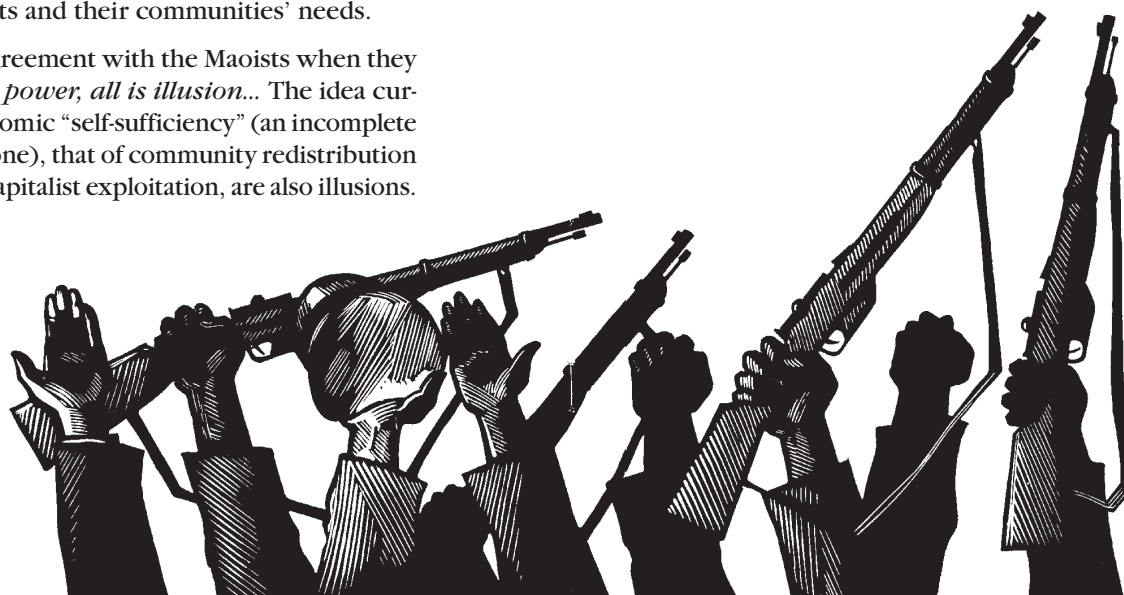 ts and their communities’ needs.
greement with the Maoists when they
power, all is illusion... The idea cur-
omic “self-sufficiency” (an incomplete
one), that of community redistribution
apitalist exploitation, are also illusions.